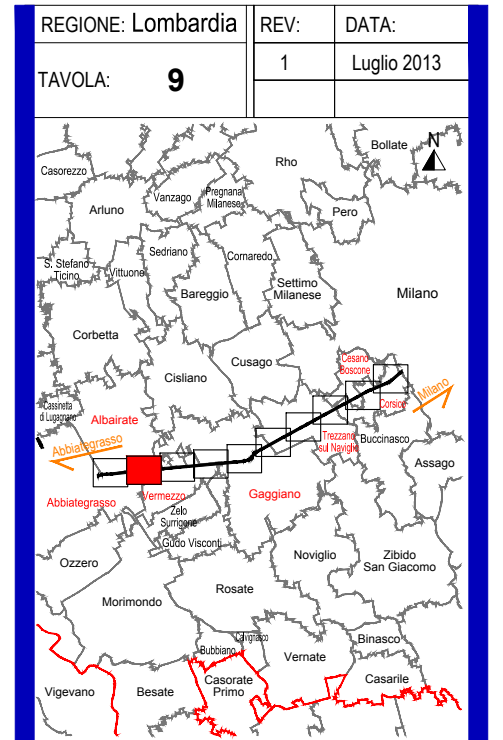 REGIONE: Lombardia
REV:
DATA:
TAVOLA: 9
1
Luglio 2013
Bollate
N
Rho
Casorezzo
Vanzago
Pregnana
Milanese
Arluno
Pero
Sedriano
Cornaredo
S. Stefano
Ticino
Vittuone
Bareggio
Settimo
Milanese
Milano
Corbetta
Cusago
Cesano
Boscone
Cisliano
Milano
Cassinetta
di Lugagnano
Corsico
Albairate
Trezzano
sul Naviglio
Buccinasco
Abbiategrasso
Assago
Abbiategrasso
Vermezzo
Gaggiano
Zelo
Surrigone
Gudo Visconti
Ozzero
Noviglio
Zibido
San Giacomo
Morimondo
Rosate
Calvignasco
Binasco
Bubbiano
Vernate
Vigevano
Besate
Casorate
Primo
Casarile